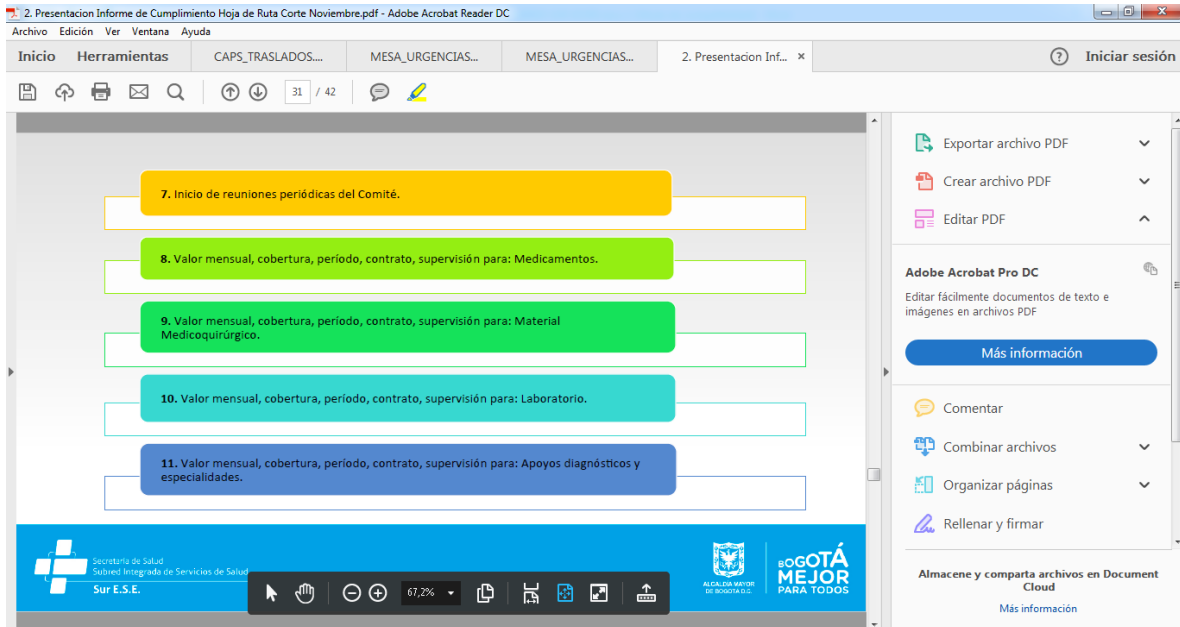 2. Presentacion Informe de Cumplimiento Hoja de Ruta Corte Noviembre.pdf - Adobe Acrobat Reader DC
Archivo Edición Ver Ventana Ayuda
Inicio Herramientas CAPS_TRASLADOS.... MESA_URGENCIAS... MESA_URGENCIAS... 2. Presentacion Inf... × ? Iniciar sesión
31 / 42
7. Inicio de reuniones periódicas del Comité.
8. Valor mensual, cobertura, período, contrato, supervisión para: Medicamentos.
9. Valor mensual, cobertura, período, contrato, supervisión para: Material
Medicoquirúrgico.
10. Valor mensual, cobertura, período, contrato, supervisión para: Laboratorio.
11. Valor mensual, cobertura, período, contrato, supervisión para: Apoyos diagnósticos y
especialidades.
Secretaría de Salud
Subred Integrada de Servicios de Salud
Sur E.S.E.
67,2%
ALCALDÍA MAYOR
DE BOGOTÁ D.C.
BOGOTÁ
MEJOR
PARA TODOS
Exportar archivo PDF
Crear archivo PDF
Editar PDF
Adobe Acrobat Pro DC
Editar fácilmente documentos de texto e
imágenes en archivos PDF
Más información
Comentar
Combinar archivos
Organizar páginas
Rellenar y firmar
Almacene y comparta archivos en Document
Cloud
Más información